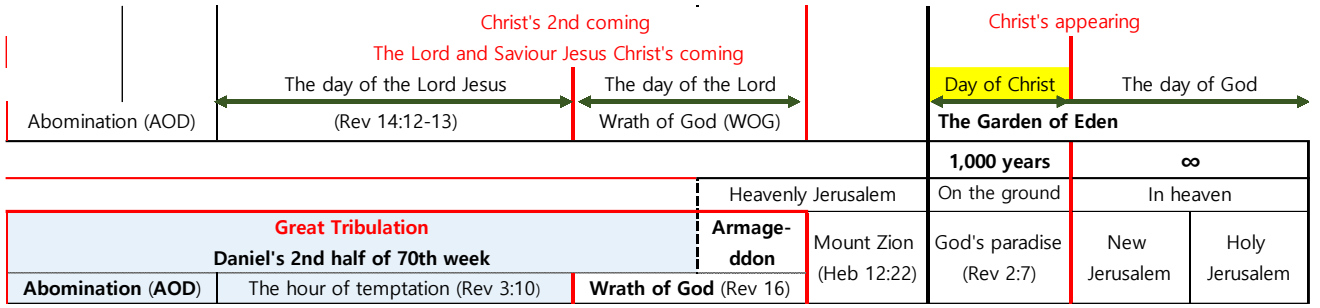 Christ's 2nd coming Christ's appearing
The Lord and Saviour Jesus Christ's coming
The day of the Lord Jesus The day of the Lord Day of Christ The day of God
Abomination (AOD) (Rev 14:12-13) Wrath of God (WOG) The Garden of Eden
1,000 years ∞
Heavenly Jerusalem On the ground In heaven
Great Tribulation Armage-
Daniel's 2nd half of 70th week ddon
Mount Zion God's paradise New Holy
(Heb 12:22) (Rev 2:7) Jerusalem Jerusalem
Abomination (AOD) The hour of temptation (Rev 3:10) Wrath of God (Rev 16)